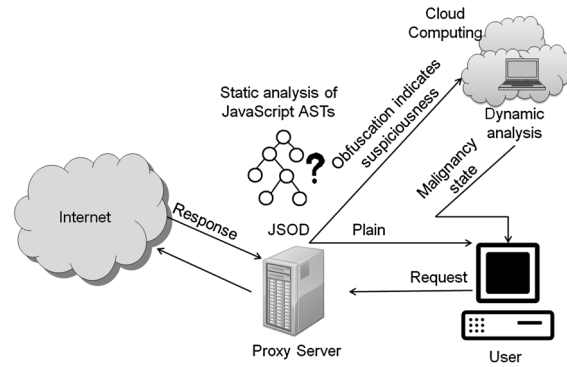 Cloud
Computing
Static analysis of
JavaScript ASTs
?
Obfuscation indicates
suspiciousness
Dynamic
analysis
Malignancy
state
Internet
Response
JSOD
Plain
Request
Proxy Server
User